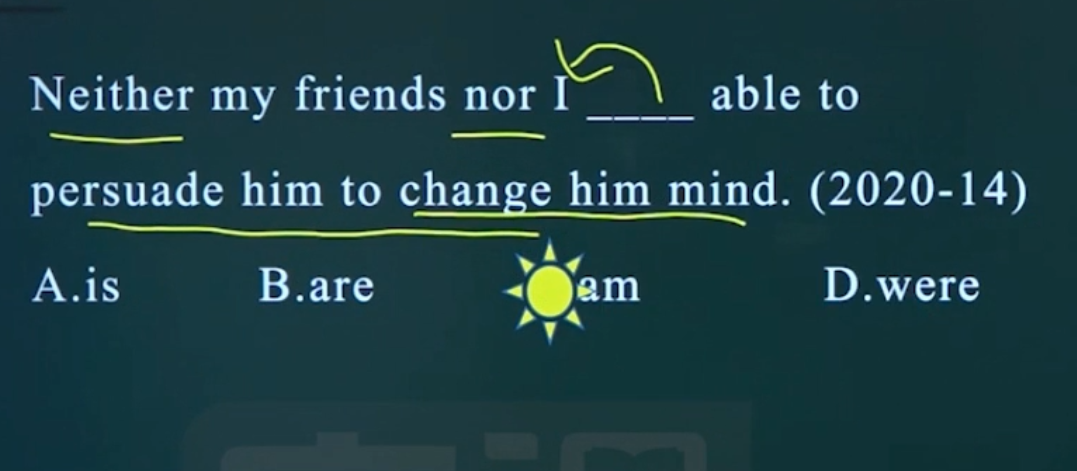 Neither my friends nor I ____ able to
persuade him to change him mind. (2020-14)
A.is B.are am D.were